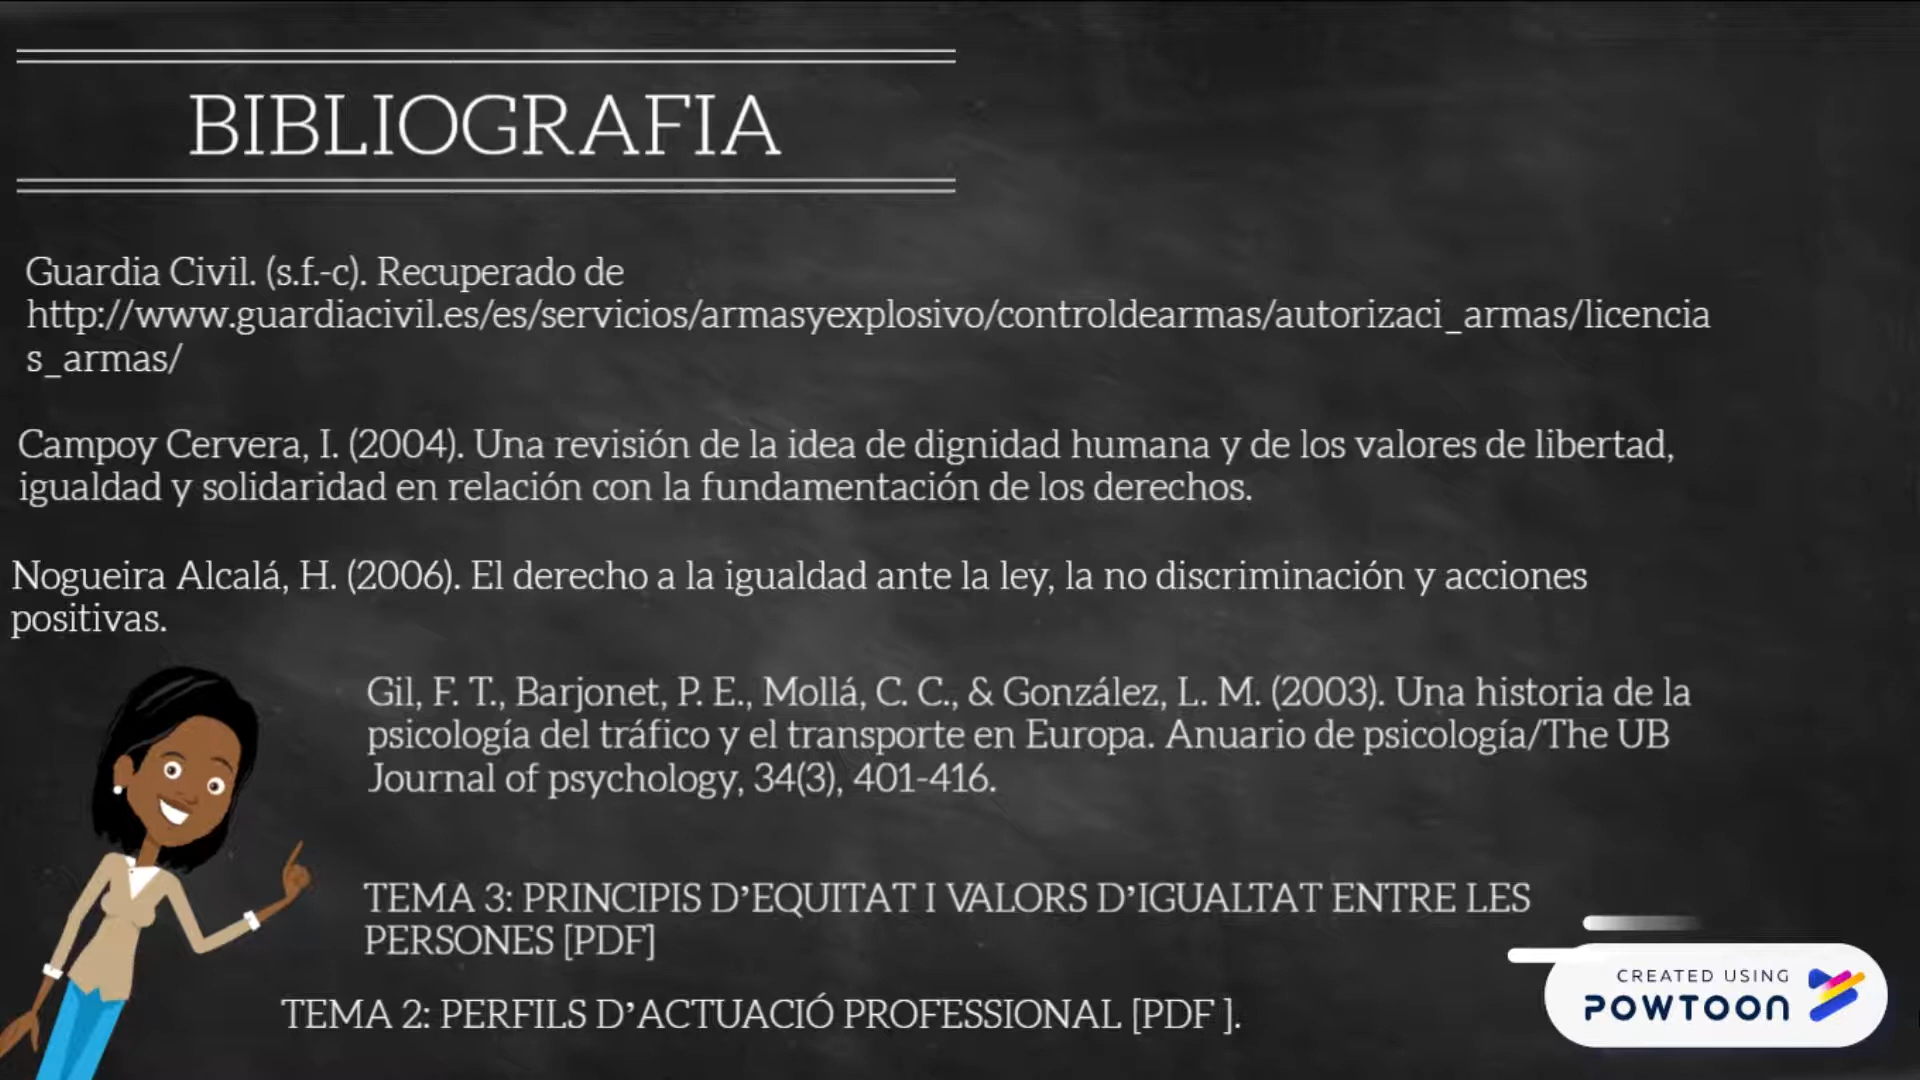 BIBLIOGRAFIA
Guardia Civil. (s.f.-c). Recuperado de
http://www.guardiacivil.es/es/servicios/armasyexplosivo/controldearmas/autorizaci_armas/licencia
s_armas/
Campoy Cervera, I. (2004). Una revisión de la idea de dignidad humana y de los valores de libertad,
igualdad y solidaridad en relación con la fundamentación de los derechos.
Nogueira Alcalá, H. (2006). El derecho a la igualdad ante la ley, la no discriminación y acciones
positivas.
Gil, F. T., Barjonet, P. E., Mollá, C. C., & González, L. M. (2003). Una historia de la
psicología del tráfico y el transporte en Europa. Anuario de psicología/The UB
Journal of psychology, 34(3), 401-416.
TEMA 3: PRINCIPIS D’EQUITAT I VALORS D’IGUALTAT ENTRE LES
PERSONES [PDF]
TEMA 2: PERFILS D’ACTUACIÓ PROFESSIONAL [PDF ].
CREATED USING
POWTOON